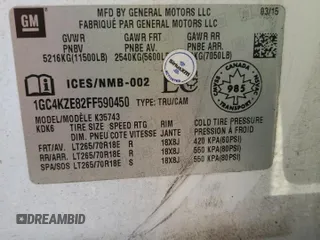 GM
MFD BY GENERAL MOTORS LLC 03/15
FABRIQUÉ PAR GENERAL MOTORS LLC
GVWR GAWR FRT GAWR RR
PNBV PNBE AV. PNBE AR.
5216KG(11500LB) 2540KG(5600LB) KG(7050LB)
ICES/NMB-002
CANADA
985
1GC4KZE82FF590450 TYPE: TRU/CAM
MODEL/MODÈLE K35743
KDK6 TIRE SIZE SPEED RTG RIM COLD TIRE PRESSURE
DIM. PNEU COTE VITESSE JANTE PRESSION À FROID
FRT/AV. LT265/70R18E R 18X8J 420 KPA(60PSI)
RR/ARR. LT265/70R18E R 18X8J 550 KPA(80PSI)
SPA/SOS LT265/70R18E S 18X8J 550 KPA(80PSI)
DREAMBID